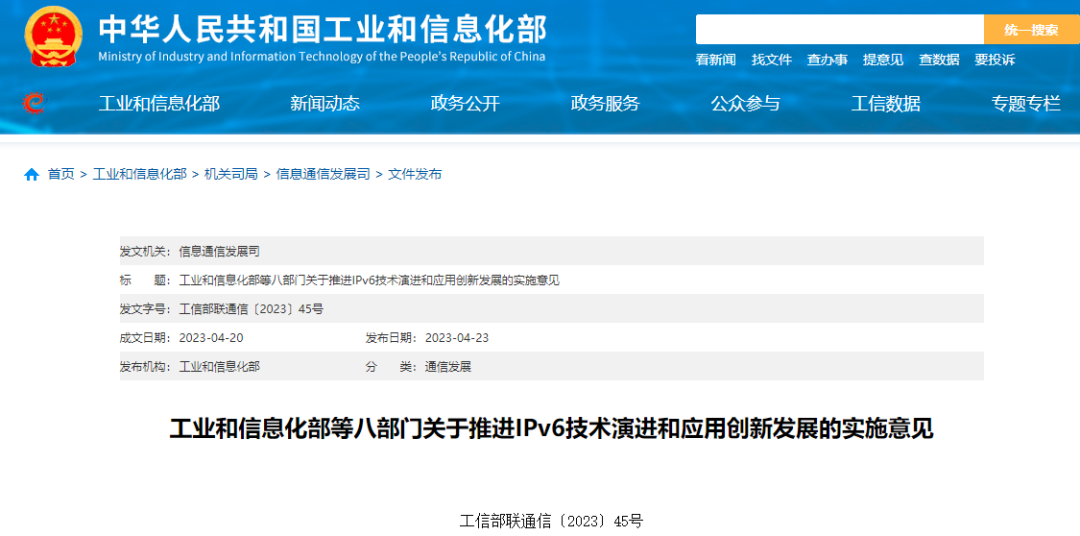 中华人民共和国工业和信息化部
Ministry of Industry and Information Technology of the People's Republic of China
统一搜索
看新闻 找文件 查办事 提意见 查数据 要投诉
工业和信息化部 新闻动态 政务公开 政务服务 公众参与 工信数据 专题专栏
首页 > 工业和信息化部 > 机关司局 > 信息通信发展司 > 文件发布
发文机关： 信息通信发展司
标 题： 工业和信息化部等八部门关于推进IPv6技术演进和应用创新发展的实施意见
发文字号： 工信部联通信〔2023〕45号
成文日期： 2023-04-20 发布日期： 2023-04-23
发布机构： 工业和信息化部 分 类： 通信发展
工业和信息化部等八部门关于推进IPv6技术演进和应用创新发展的实施意见
工信部联通信〔2023〕45号